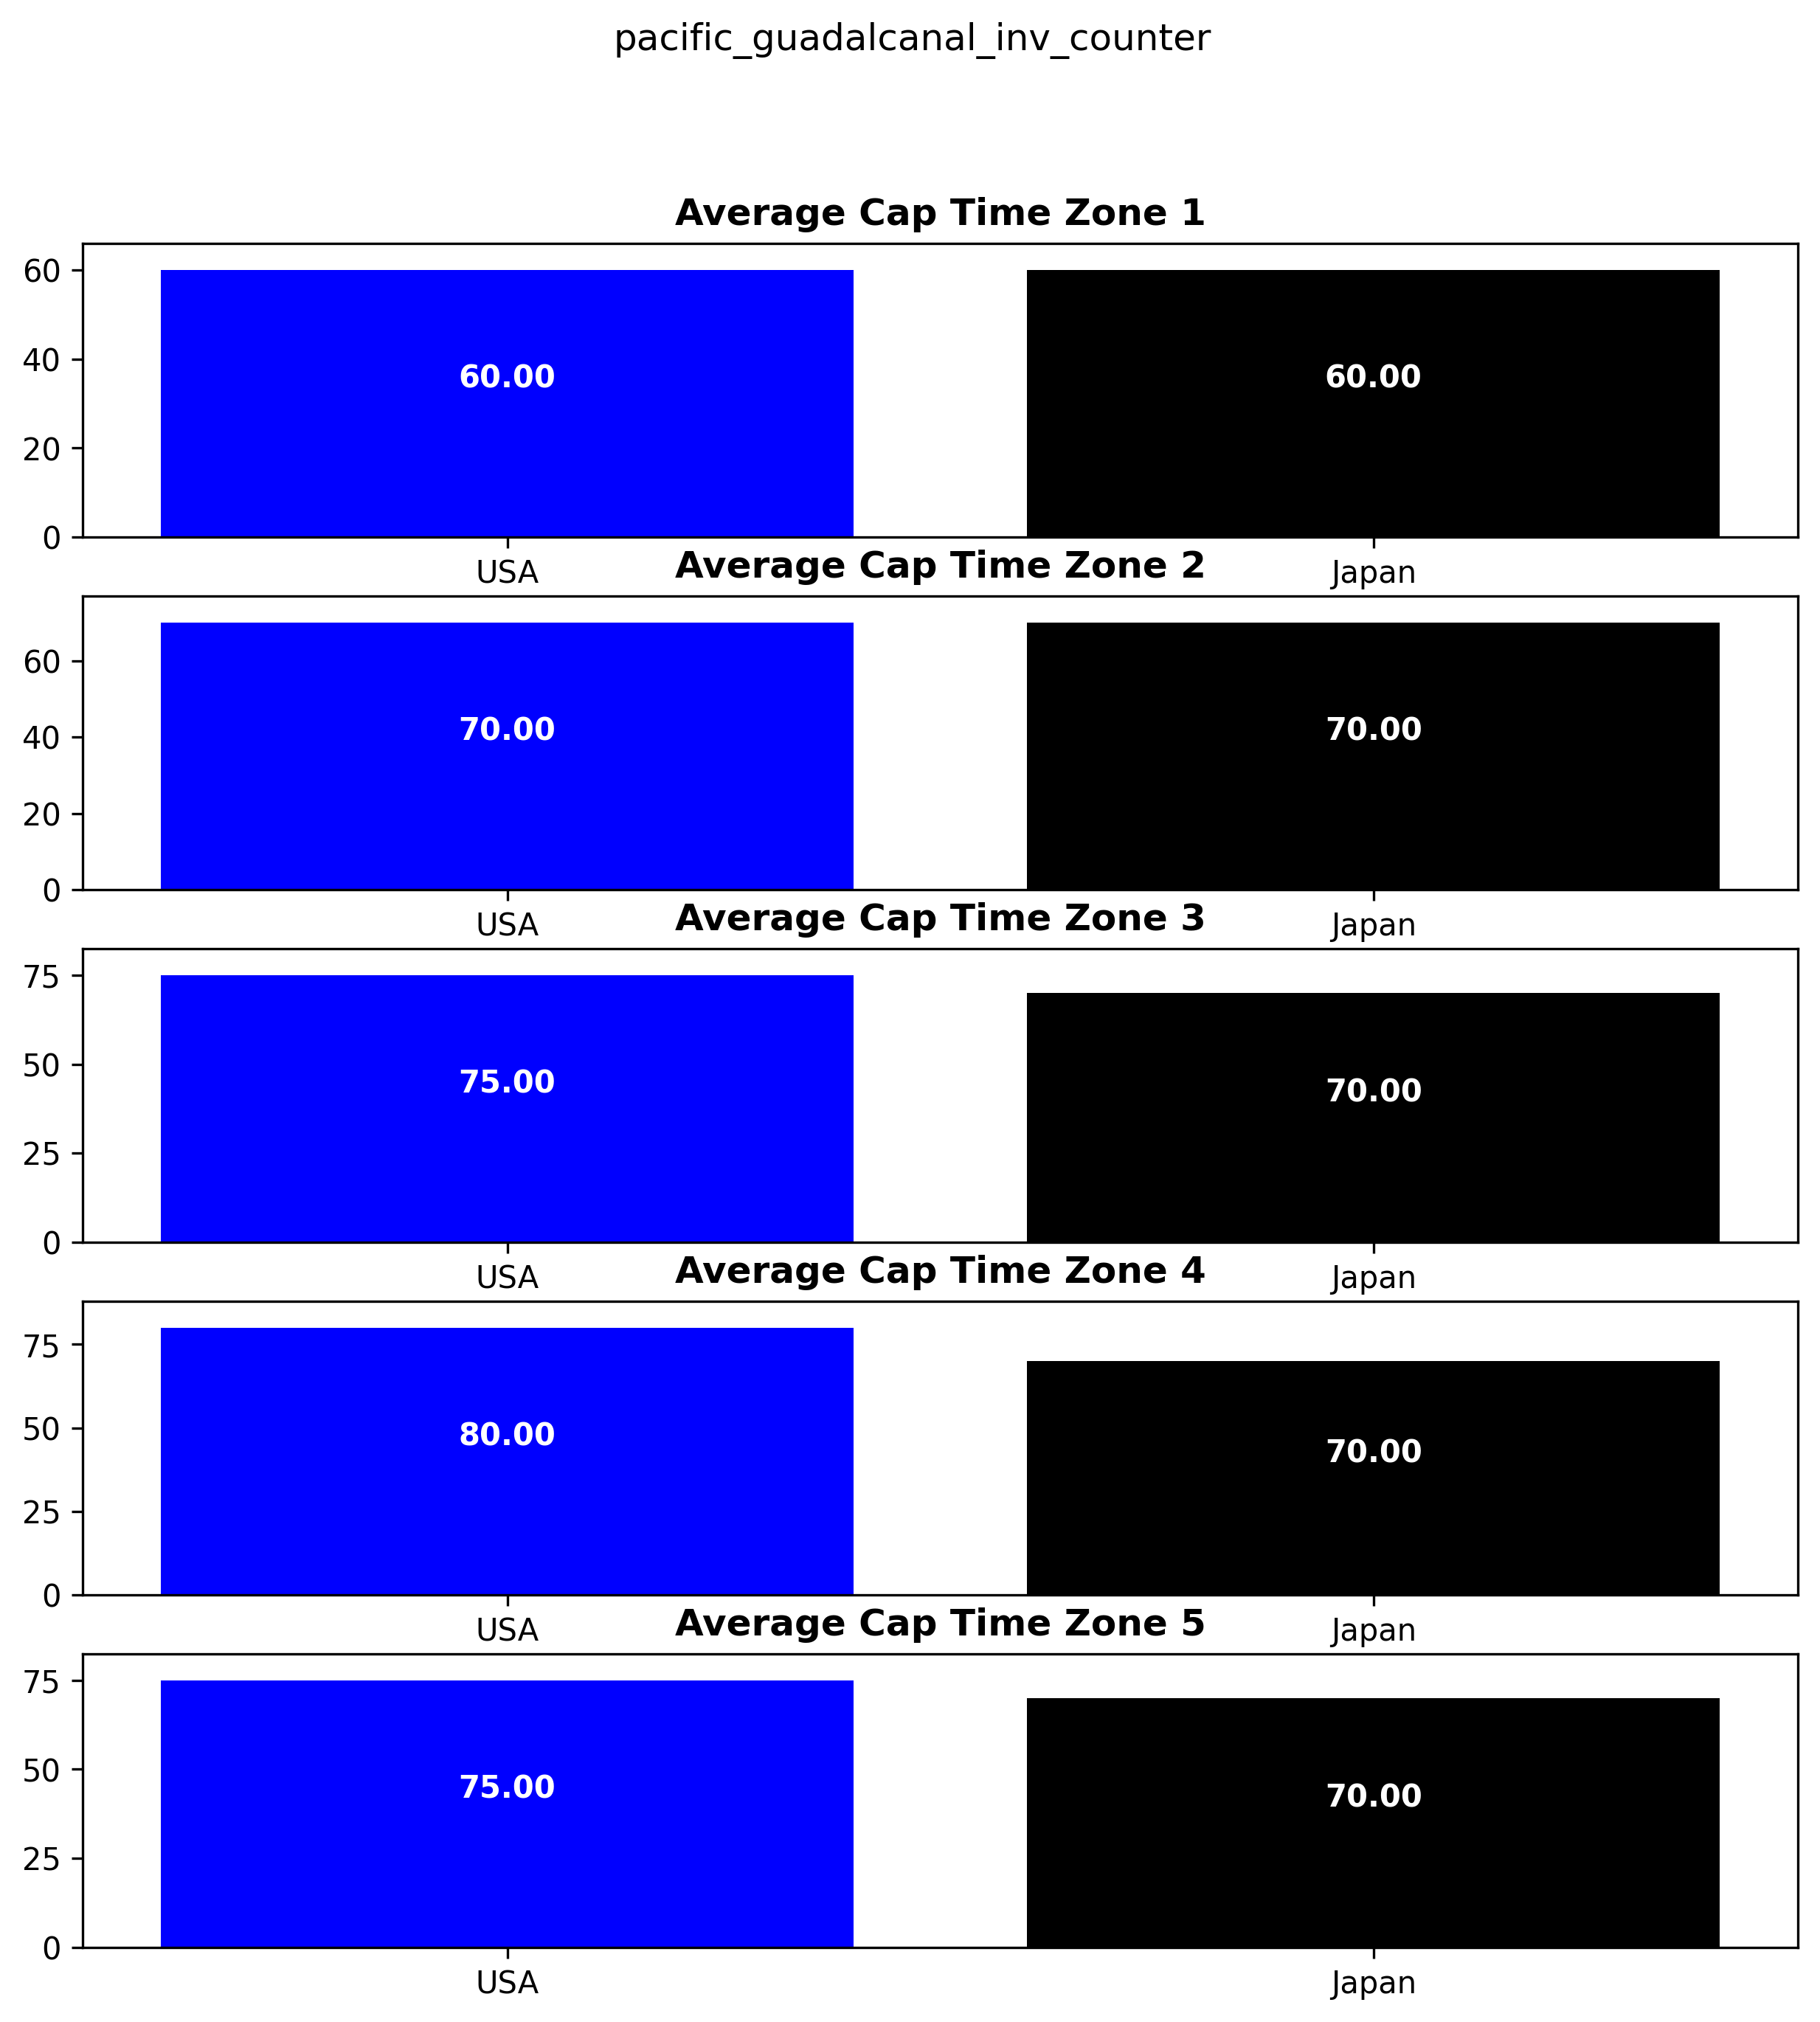 pacific_guadalcanal_inv_counter
Average Cap Time Zone 1
60
40
20
0
60.00
60.00
USA
Japan
Average Cap Time Zone 2
60
40
20
0
70.00
70.00
USA
Japan
Average Cap Time Zone 3
75
50
25
0
75.00
70.00
USA
Japan
Average Cap Time Zone 4
75
50
25
0
80.00
70.00
USA
Japan
Average Cap Time Zone 5
75
50
25
0
75.00
70.00
USA
Japan